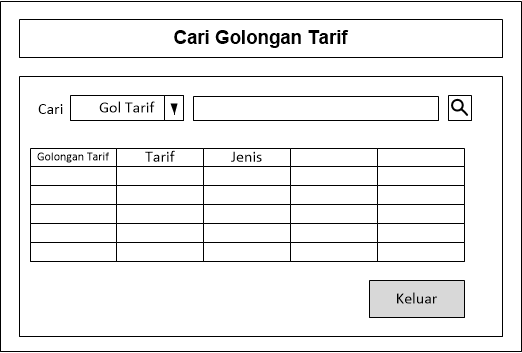 Cari Golongan Tarif
Cari Gol Tarif
Golongan Tarif Tarif Jenis
Keluar